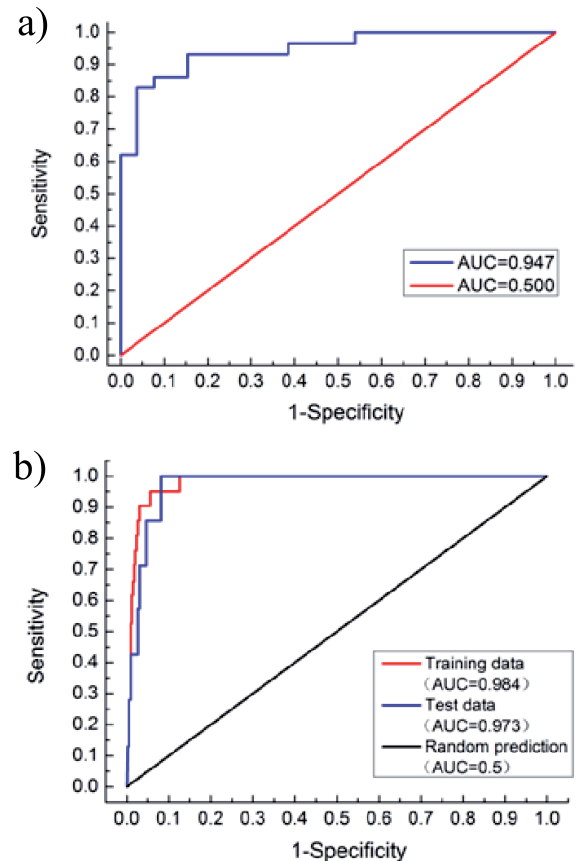 a)
1.0
0.9
0.8
0.7
0.6
0.5
0.4
0.3
0.2
0.1
0.0
Sensitivity
AUC=0.947
AUC=0.500
0.0 0.1 0.2 0.3 0.4 0.5 0.6 0.7 0.8 0.9 1.0
1-Specificity
b)
1.0
0.9
0.8
0.7
0.6
0.5
0.4
0.3
0.2
0.1
0.0
Sensitivity
Training data
（AUC=0.984）
Test data
（AUC=0.973）
Random prediction
（AUC=0.5）
0.0 0.1 0.2 0.3 0.4 0.5 0.6 0.7 0.8 0.9 1.0
1-Specificity